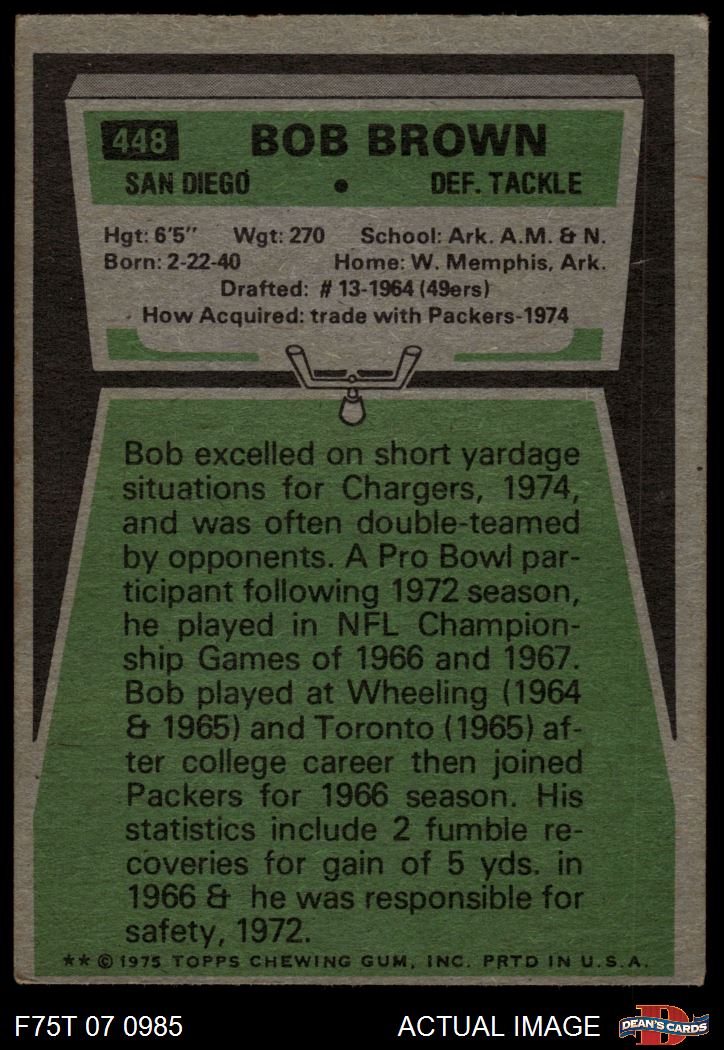 448 BOB BROWN
SAN DIEGO • DEF. TACKLE
Hgt: 6'5" Wgt: 270 School: Ark. A.M. & N.
Born: 2-22-40 Home: W. Memphis, Ark.
Drafted: # 13-1964 (49ers)
How Acquired: trade with Packers-1974
Bob excelled on short yardage
situations for Chargers, 1974,
and was often double-teamed
by opponents. A Pro Bowl par-
ticipant following 1972 season,
he played in NFL Champion-
ship Games of 1966 and 1967.
Bob played at Wheeling (1964
& 1965) and Toronto (1965) af-
ter college career then joined
Packers for 1966 season. His
statistics include 2 fumble re-
coveries for gain of 5 yds. in
1966 & he was responsible for
safety, 1972.
** © 1975 TOPPS CHEWING GUM, INC. PRTD IN U.S.A.
F75T 07 0985 ACTUAL IMAGE D DEAN'S CARDS